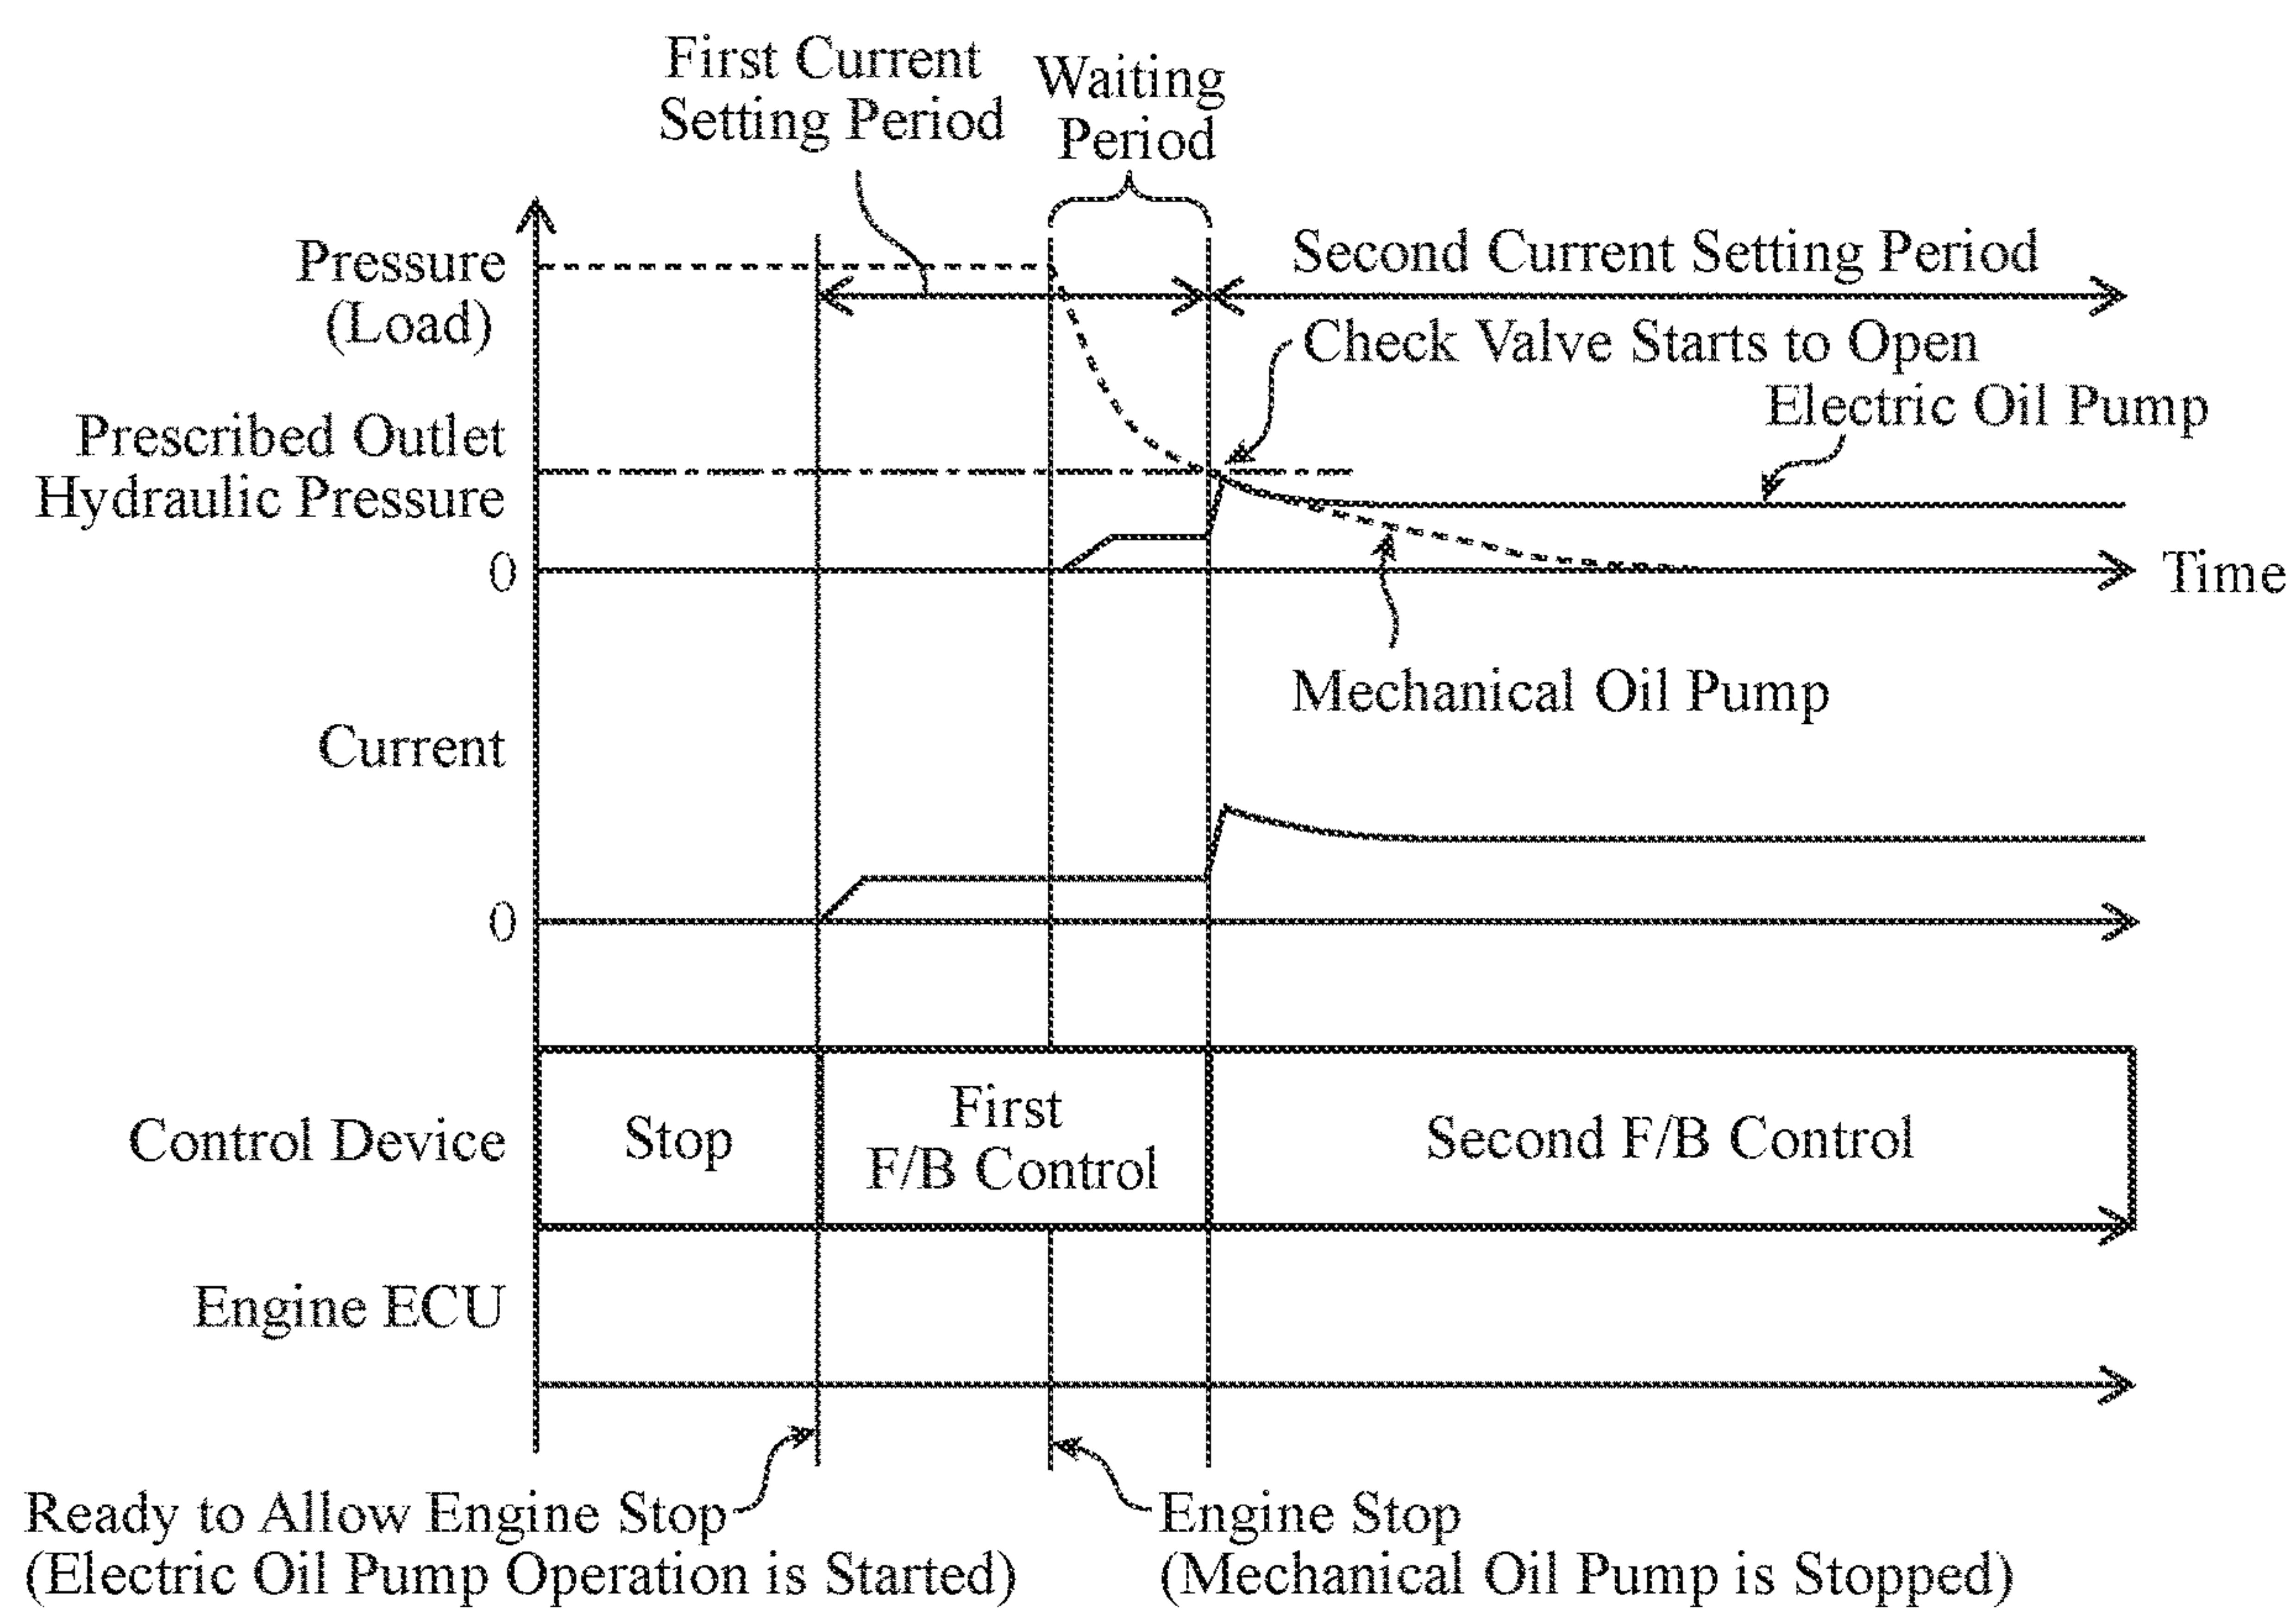 First Current
Setting Period
Waiting
Period
Pressure
(Load)
Second Current Setting Period
Check Valve Starts to Open
Electric Oil Pump
Prescribed Outlet
Hydraulic Pressure
0
Time
Mechanical Oil Pump
Current
0
Control Device
Stop
First
F/B Control
Second F/B Control
Engine ECU
Ready to Allow Engine Stop
(Electric Oil Pump Operation is Started)
Engine Stop
(Mechanical Oil Pump is Stopped)